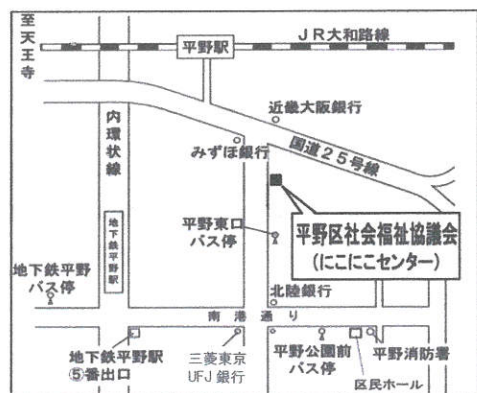 至天王寺
JR大和路線
平野駅
近畿大阪銀行
内環状線
みずほ銀行
国道25号線
平野東口
バス停
平野区社会福祉協議会
(にこにこセンター)
地下鉄平野駅
地下鉄平野
バス停
北陸銀行
南港通り
地下鉄平野駅
⑤番出口
三菱東京
UFJ銀行
平野公園前
バス停
区民ホール
平野消防署